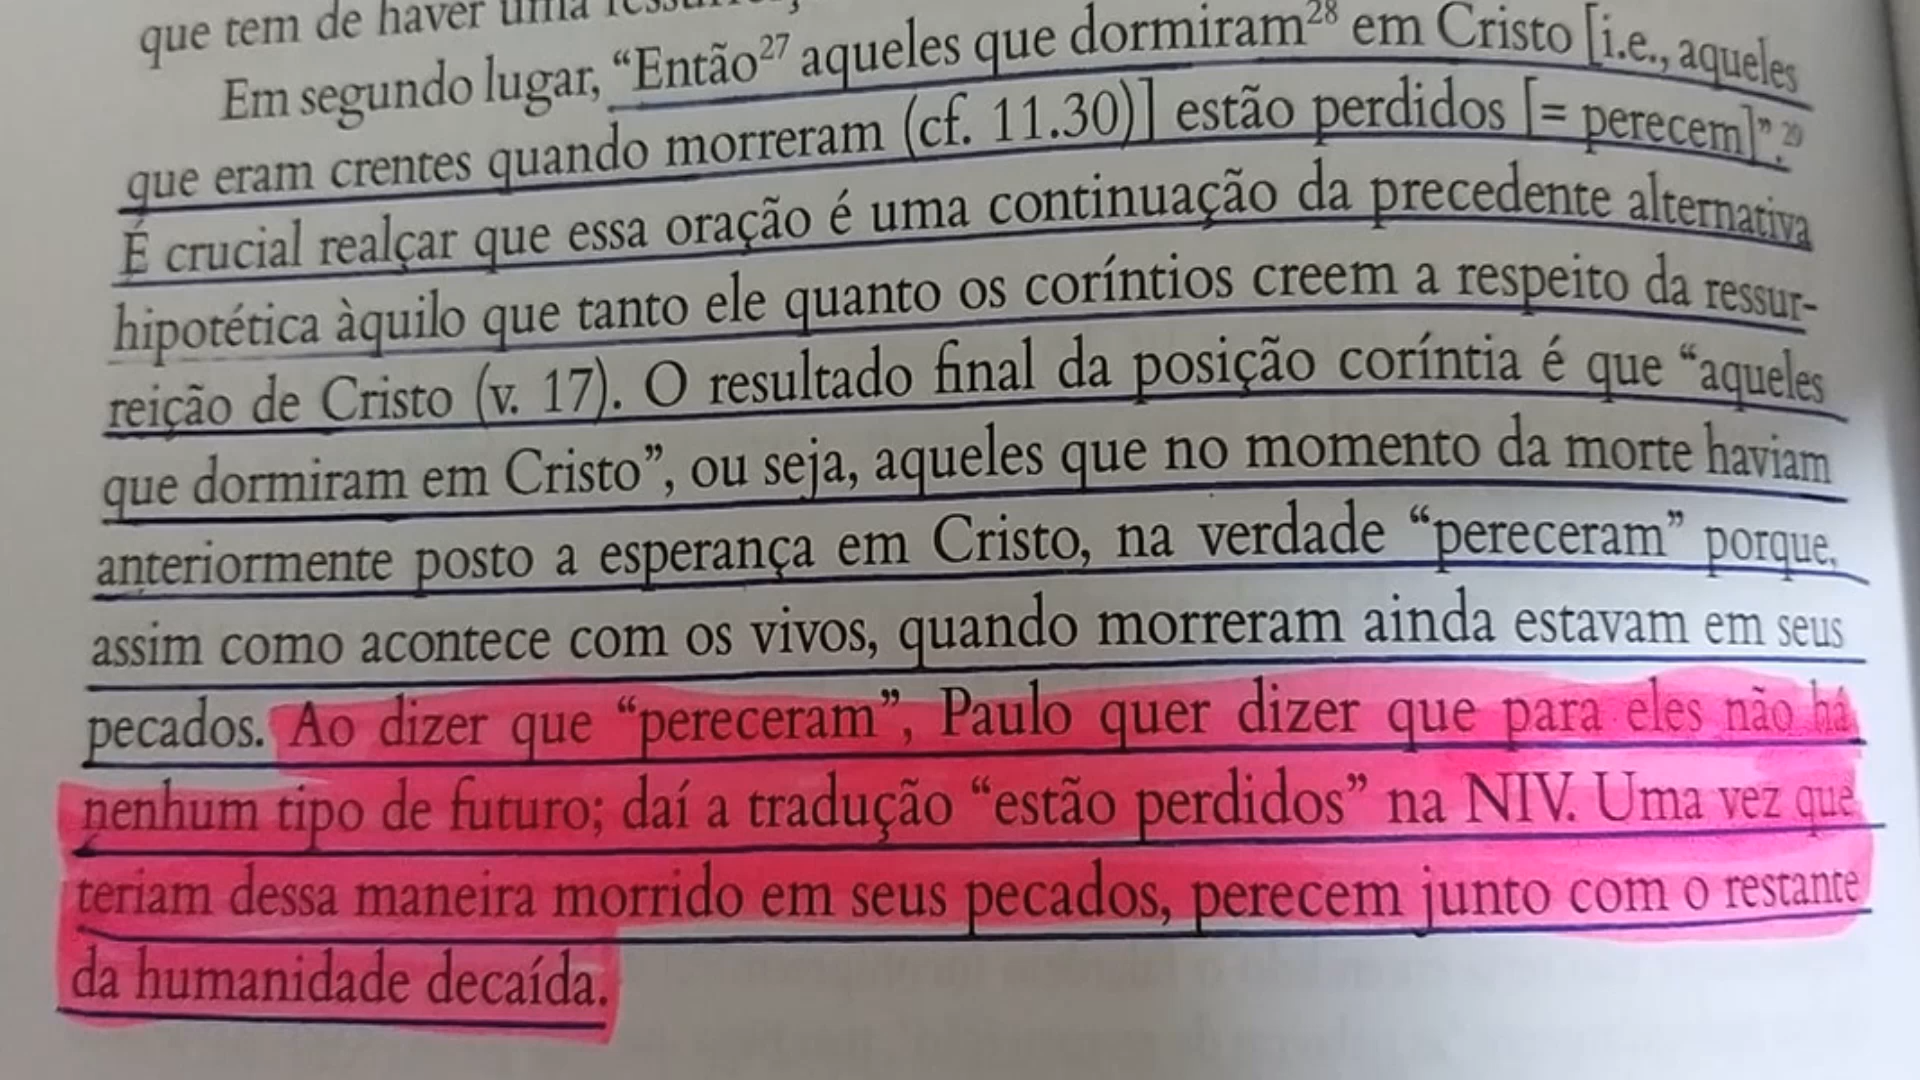 que tem de haver uma
Em segundo lugar, “Então²⁷ aqueles que dormiram²⁸ em Cristo [i.e., aqueles
que eram crentes quando morreram (cf. 11.30)] estão perdidos [= perecem]”.²⁹
É crucial realçar que essa oração é uma continuação da precedente alternativa
hipotética àquilo que tanto ele quanto os coríntios creem a respeito da ressur-
reição de Cristo (v. 17). O resultado final da posição coríntia é que “aqueles
que dormiram em Cristo”, ou seja, aqueles que no momento da morte haviam
anteriormente posto a esperança em Cristo, na verdade “pereceram” porque,
assim como acontece com os vivos, quando morreram ainda estavam em seus
pecados. Ao dizer que “pereceram”, Paulo quer dizer que para eles não há
nenhum tipo de futuro; daí a tradução “estão perdidos” na NIV. Uma vez que
teriam dessa maneira morrido em seus pecados, perecem junto com o restante
da humanidade decaída.